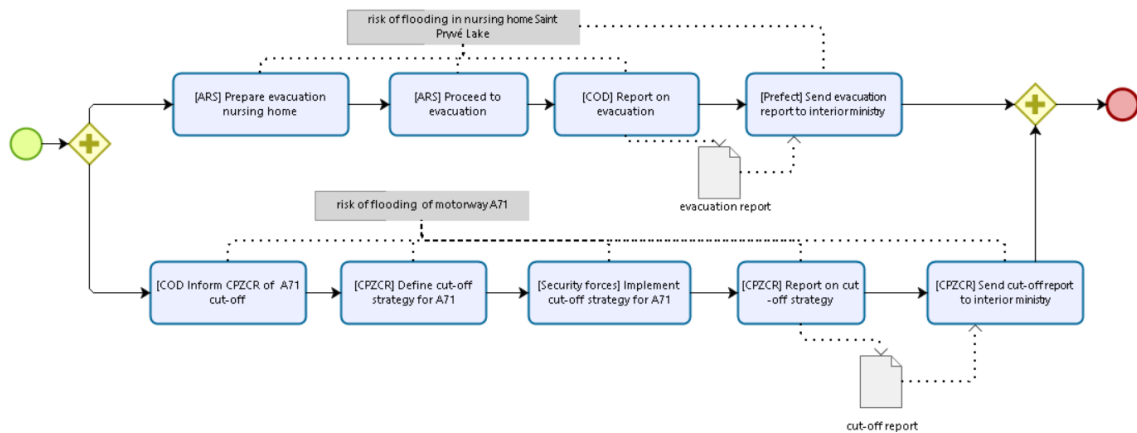 risk of flooding in nursing home Saint
Pryvé Lake
[ARS] Prepare evacuation
nursing home
[ARS] Proceed to
evacuation
[COD] Report on
evacuation
[Prefect] Send evacuation
report to interior ministry
evacuation report
risk of flooding of motorway A71
[COD Inform CPZCR of A71
cut-off
[CPZCR] Define cut-off
strategy for A71
[Security forces] Implement
cut-off strategy for A71
[CPZCR] Report on cut
-off strategy
[CPZCR] Send cut-off report
to interior ministry
cut-off report